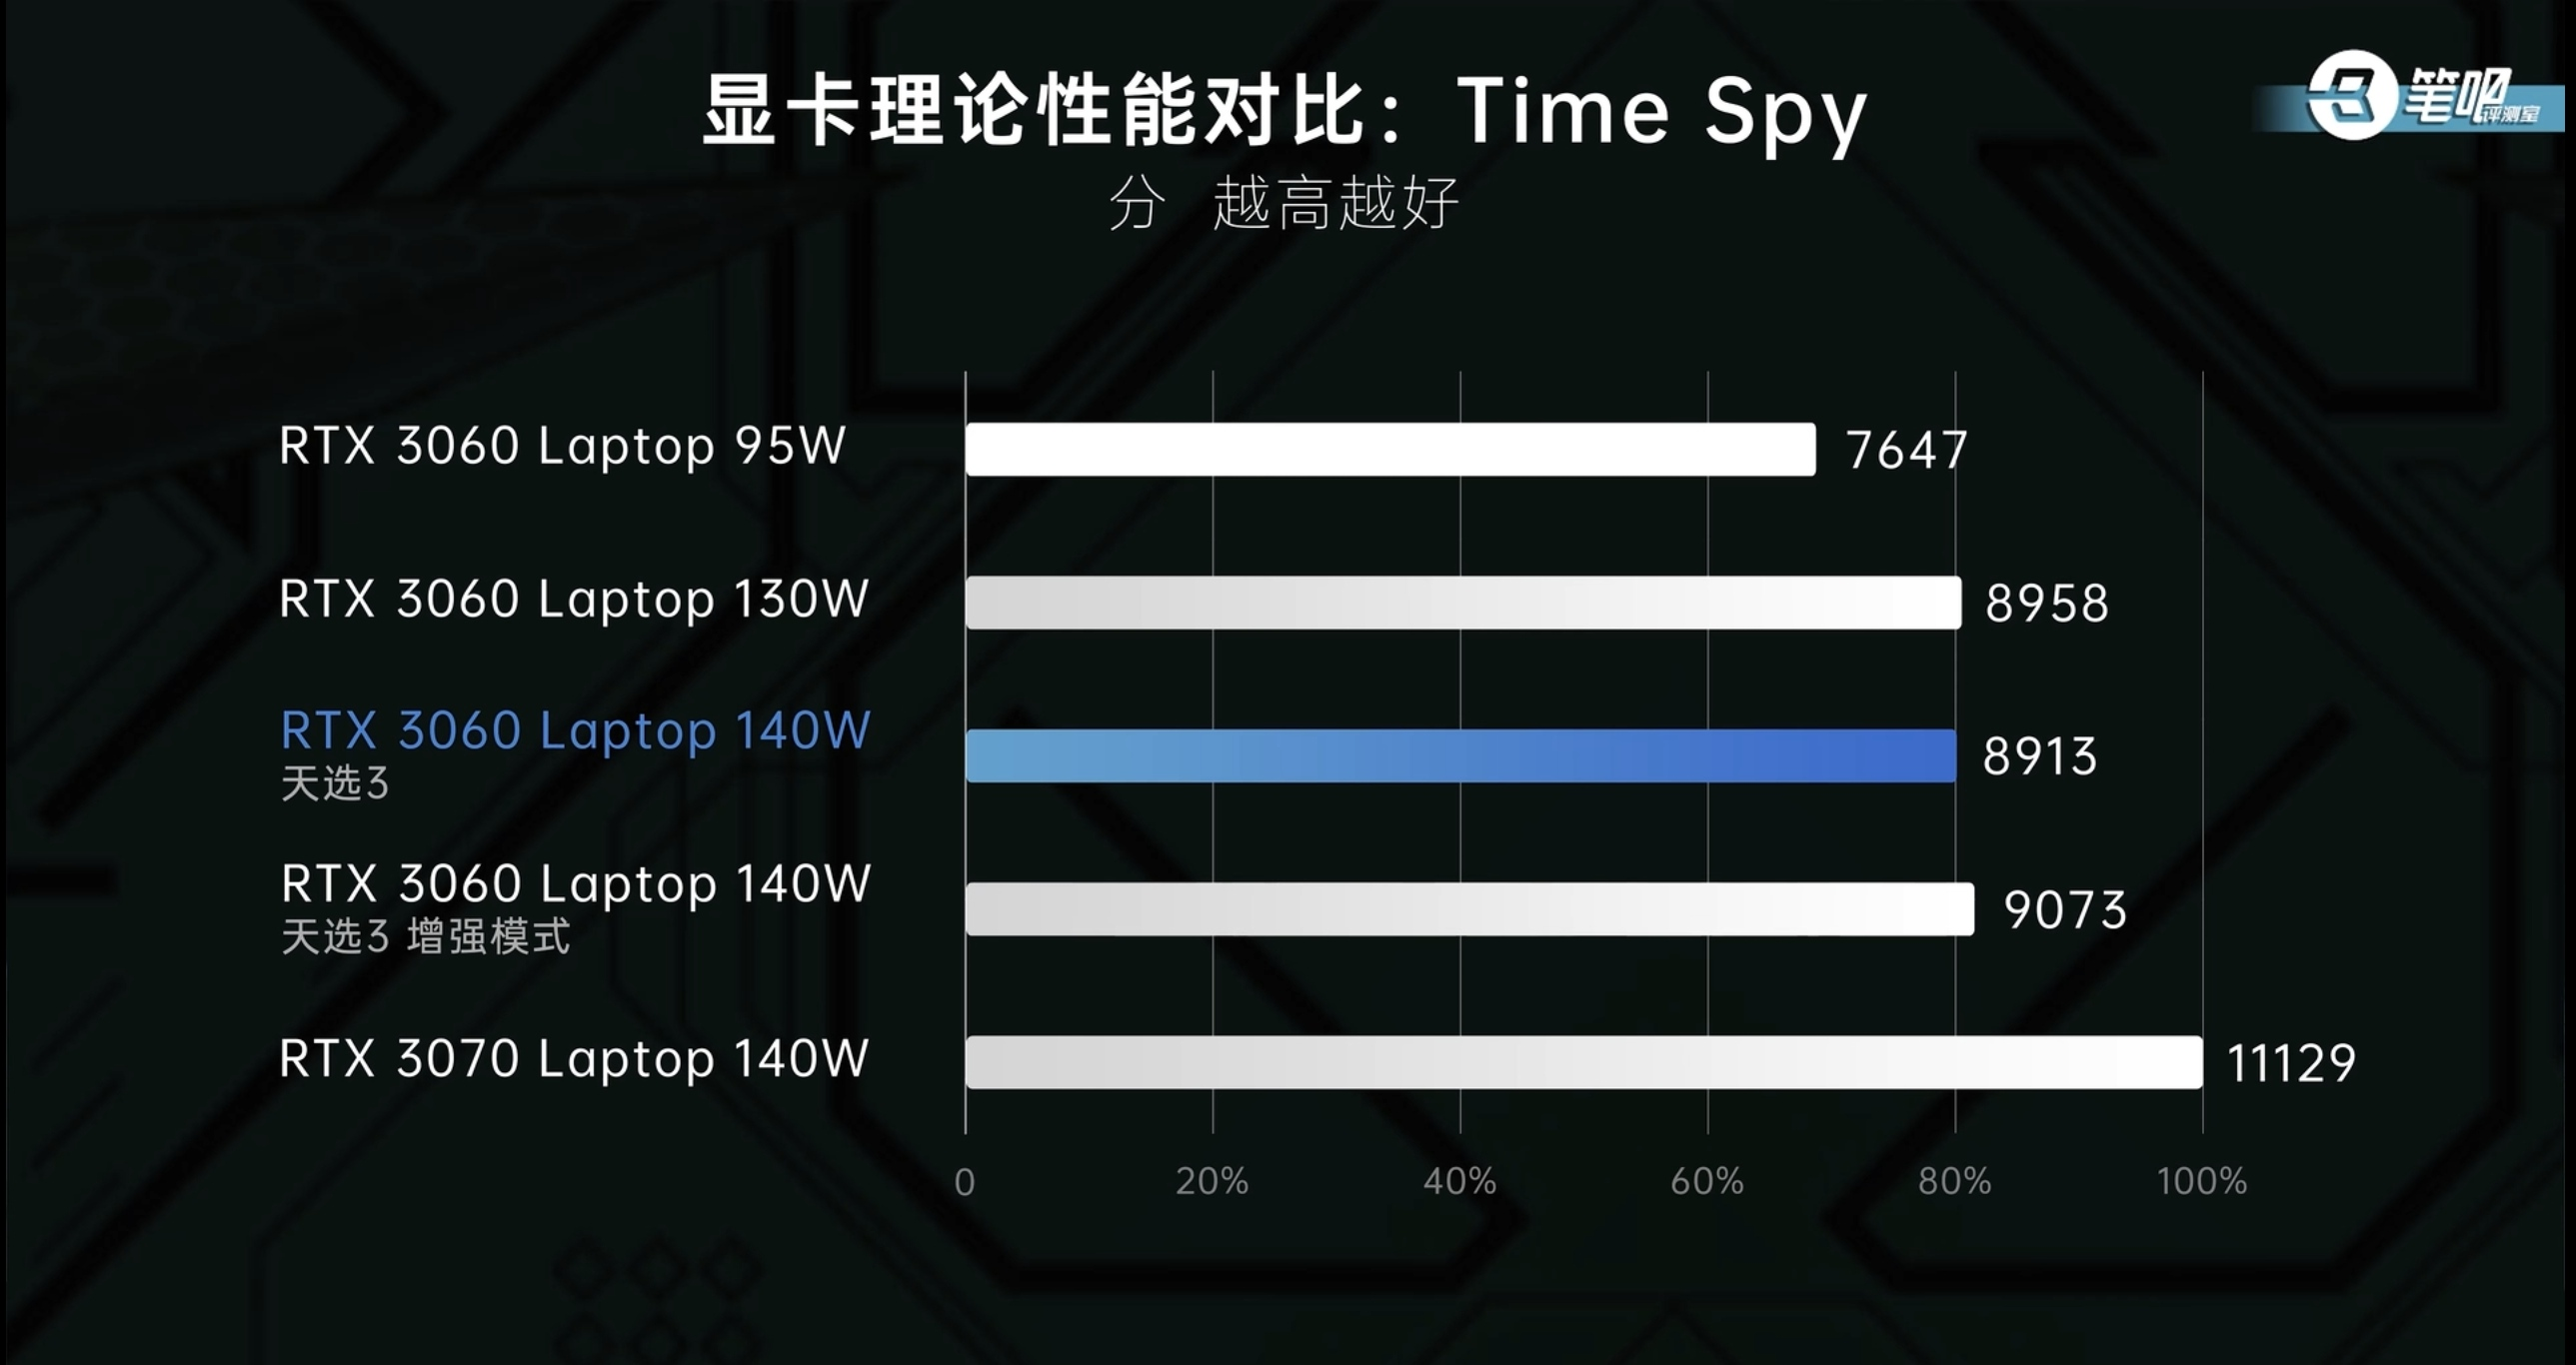 显卡理论性能对比：Time Spy
分 越高越好
笔吧评测室
RTX 3060 Laptop 95W
7647
RTX 3060 Laptop 130W
8958
RTX 3060 Laptop 140W
天选3
8913
RTX 3060 Laptop 140W
天选3 增强模式
9073
RTX 3070 Laptop 140W
11129
0 20% 40% 60% 80% 100%